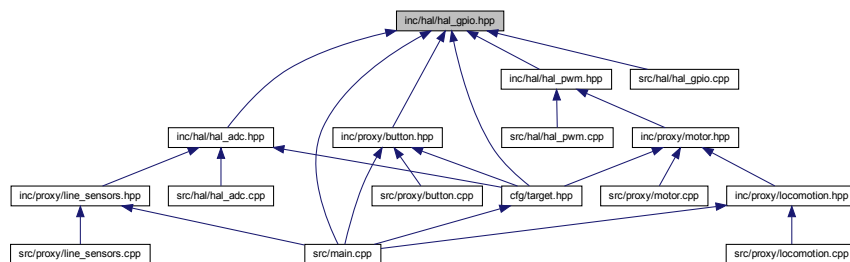 inc/hal/hal_gpio.hpp
inc/hal/hal_pwm.hpp
src/hal/hal_gpio.cpp
inc/hal/hal_adc.hpp
inc/proxy/button.hpp
src/hal/hal_pwm.cpp
inc/proxy/motor.hpp
inc/proxy/line_sensors.hpp
src/hal/hal_adc.cpp
src/proxy/button.cpp
cfg/target.hpp
src/proxy/motor.cpp
inc/proxy/locomotion.hpp
src/proxy/line_sensors.cpp
src/main.cpp
src/proxy/locomotion.cpp